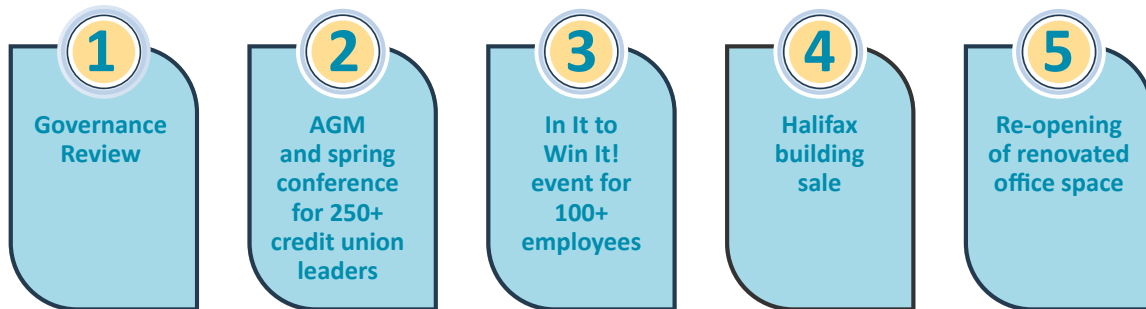 1
Governance
Review
2
AGM
and spring
conference
for 250+
credit union
leaders
3
In It to
Win It!
event for
100+
employees
4
Halifax
building
sale
5
Re-opening
of renovated
office space